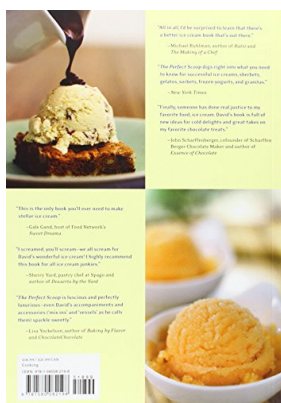 "All in all, I'd be surprised to learn that there's
a better ice cream book that's out there."
– Michael Ruhlman, author of Ratio and
The Making of a Chef
The Perfect Scoop digs right into what you need
to know for successful ice creams, sherbets,
gelatos, sorbets, frozen yogurts, and granitas."
– New York Times
"Finally, someone has done real justice to my
favorite food, ice cream. David's book is full of
new ideas for cold delights and great takes on
my favorite chocolate treats."
– John Scharffenberger, cofounder of Scharffen
Berger Chocolate Maker and author of
Essence of Chocolate
"This is the only book you'll ever need to make
stellar ice cream."
– Gale Gand, host of Food Network's
Sweet Dreams
"I screamed, you'll scream–we all scream for
David's wonderful ice cream! I highly recommend
this book for all ice cream junkies."
– Sherry Yard, pastry chef at Spago and
author of Desserts by the Yard
"The Perfect Scoop is luscious and perfectly
luxurious–even David's accompaniments and
accessories ('mix-ins' and 'vessels' as he calls
them) sparkle sweetly."
– Lisa Yockelson, author of Baking by Flavor
and ChocolateChocolate
Cooking